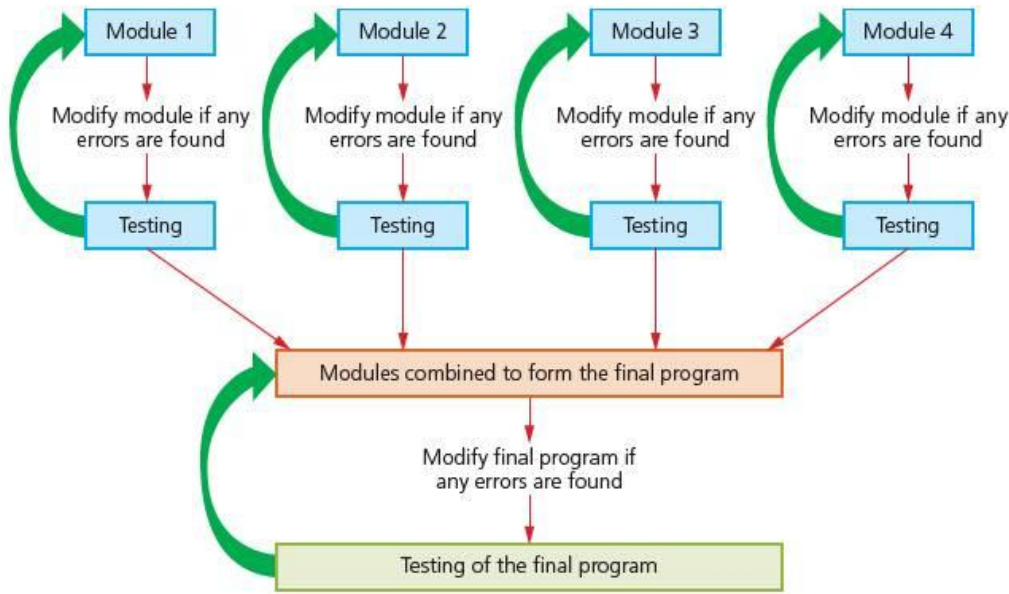 Module 1
Module 2
Module 3
Module 4
Modify module if any
errors are found
Modify module if any
errors are found
Modify module if any
errors are found
Modify module if any
errors are found
Testing
Testing
Testing
Testing
Modules combined to form the final program
Modify final program if
any errors are found
Testing of the final program